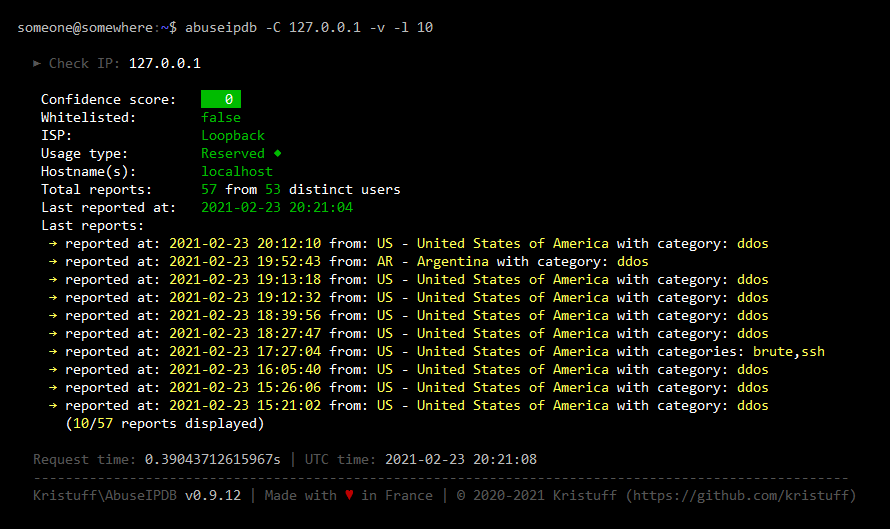 someone@somewhere:~$ abuseipdb -C 127.0.0.1 -v -l 10
► Check IP: 127.0.0.1
Confidence score: 0
Whitelisted: false
ISP: Loopback
Usage type: Reserved ◆
Hostname(s): localhost
Total reports: 57 from 53 distinct users
Last reported at: 2021-02-23 20:21:04
Last reports:
→ reported at: 2021-02-23 20:12:10 from: US - United States of America with category: ddos
→ reported at: 2021-02-23 19:52:43 from: AR - Argentina with category: ddos
→ reported at: 2021-02-23 19:13:18 from: US - United States of America with category: ddos
→ reported at: 2021-02-23 19:12:32 from: US - United States of America with category: ddos
→ reported at: 2021-02-23 18:39:56 from: US - United States of America with category: ddos
→ reported at: 2021-02-23 18:27:47 from: US - United States of America with category: ddos
→ reported at: 2021-02-23 17:27:04 from: US - United States of America with categories: brute,ssh
→ reported at: 2021-02-23 16:05:40 from: US - United States of America with category: ddos
→ reported at: 2021-02-23 15:26:06 from: US - United States of America with category: ddos
→ reported at: 2021-02-23 15:21:02 from: US - United States of America with category: ddos
(10/57 reports displayed)
Request time: 0.39043712615967s | UTC time: 2021-02-23 20:21:08
------------------------------------------------------------------------------------------------------
Kristuff\AbuseIPDB v0.9.12 | Made with ♥ in France | © 2020-2021 Kristuff (https://github.com/kristuff)